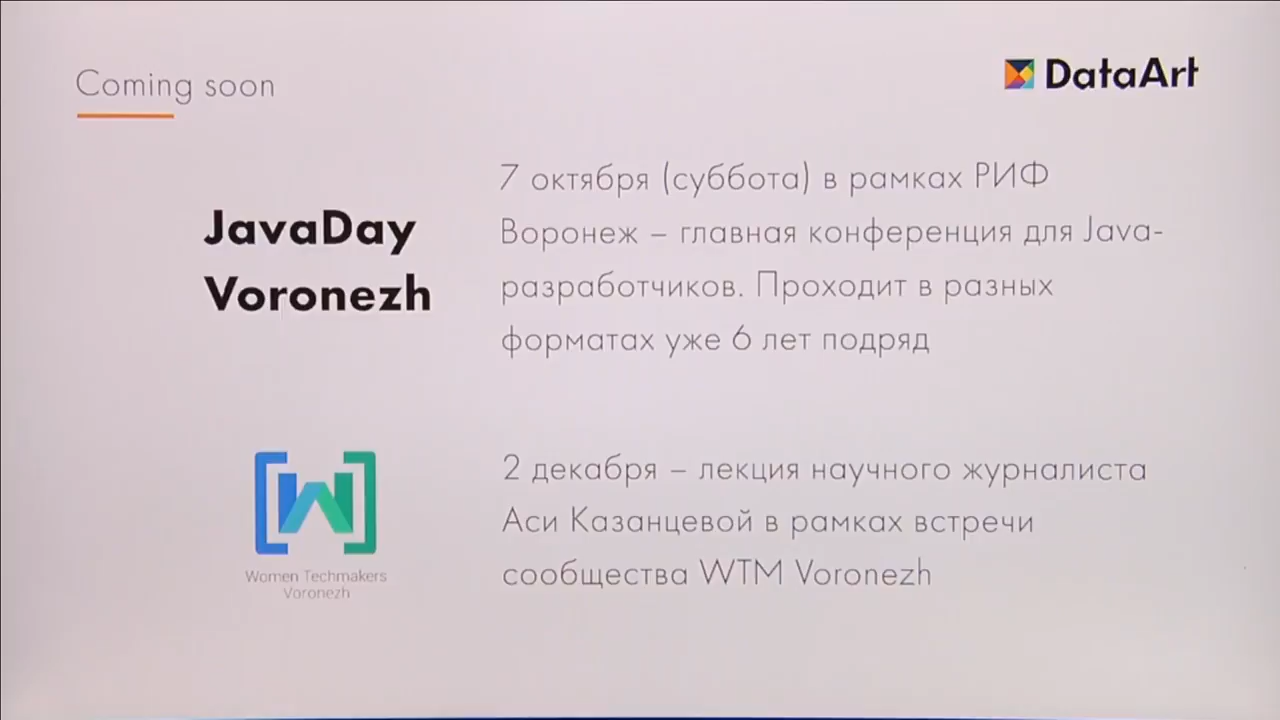 Coming soon
DataArt
JavaDay
Voronezh
7 октября (суббота) в рамках РИФ
Воронеж – главная конференция для Java-
разработчиков. Проходит в разных
форматах уже 6 лет подряд
Women Techmakers
Voronezh
2 декабря – лекция научного журналиста
Аси Казанцевой в рамках встречи
сообщества WTM Voronezh